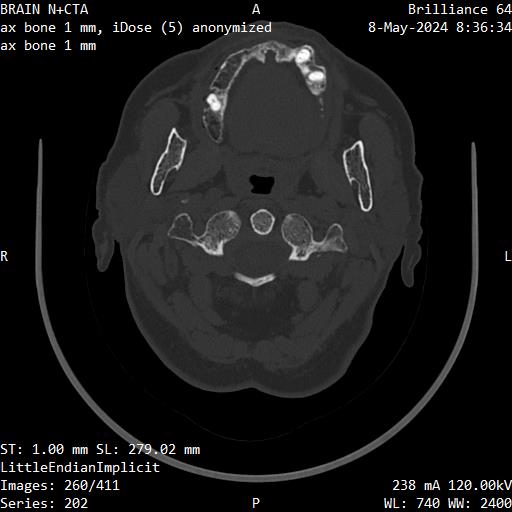 BRAIN N+CTA
A
Brilliance 64
ax bone 1 mm, iDose (5) anonymized
8-May-2024 8:36:34
ax bone 1 mm
R
L
ST: 1.00 mm SL: 279.02 mm
LittleEndianImplicit
Images: 260/411
238 mA 120.00kV
Series: 202
P
WL: 740 WW: 2400